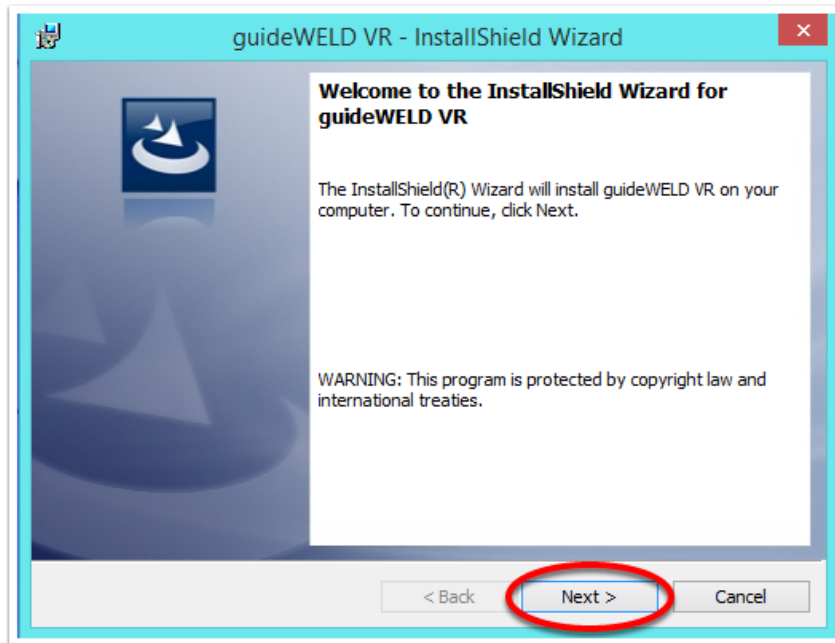 guideWELD VR - InstallShield Wizard
Welcome to the InstallShield Wizard for
guideWELD VR
The InstallShield(R) Wizard will install guideWELD VR on your
computer. To continue, click Next.
WARNING: This program is protected by copyright law and
international treaties.
< Back Next > Cancel